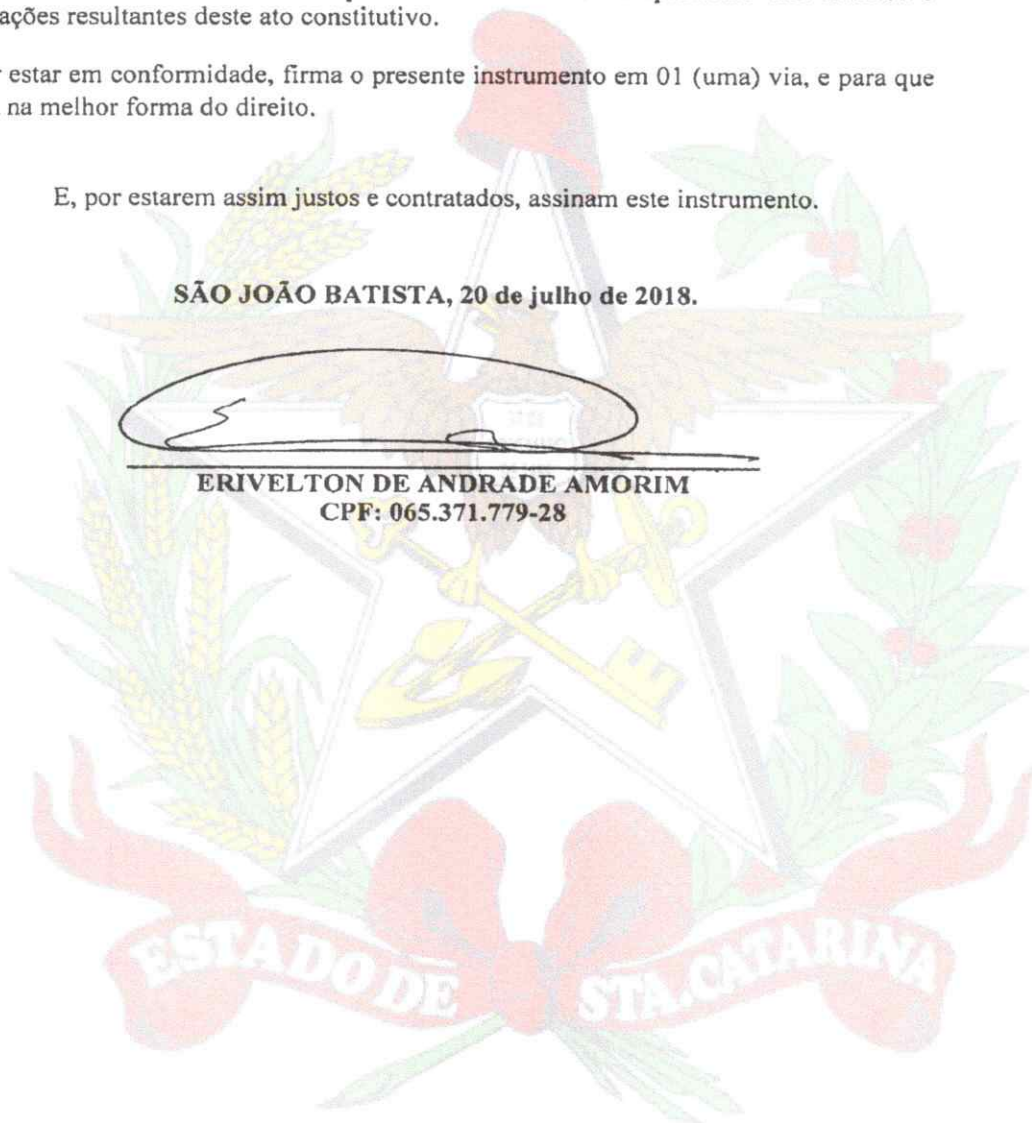 ações resultantes deste ato constitutivo.
estar em conformidade, firma o presente instrumento em 01 (uma) via, e para que
na melhor forma do direito.
E, por estarem assim justos e contratados, assinam este instrumento.
SÃO JOÃO BATISTA, 20 de julho de 2018.
ERIVELTON DE ANDRADE AMORIM
CPF: 065.371.779-28
ESTADO DE STA. CATARINA